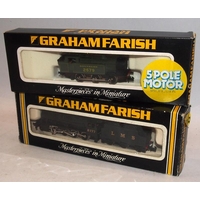 GRAHAM FARISH
5 POLE
MOTOR
Masterpieces in Miniature
GRAHAM FARISH
Masterpieces in Miniature